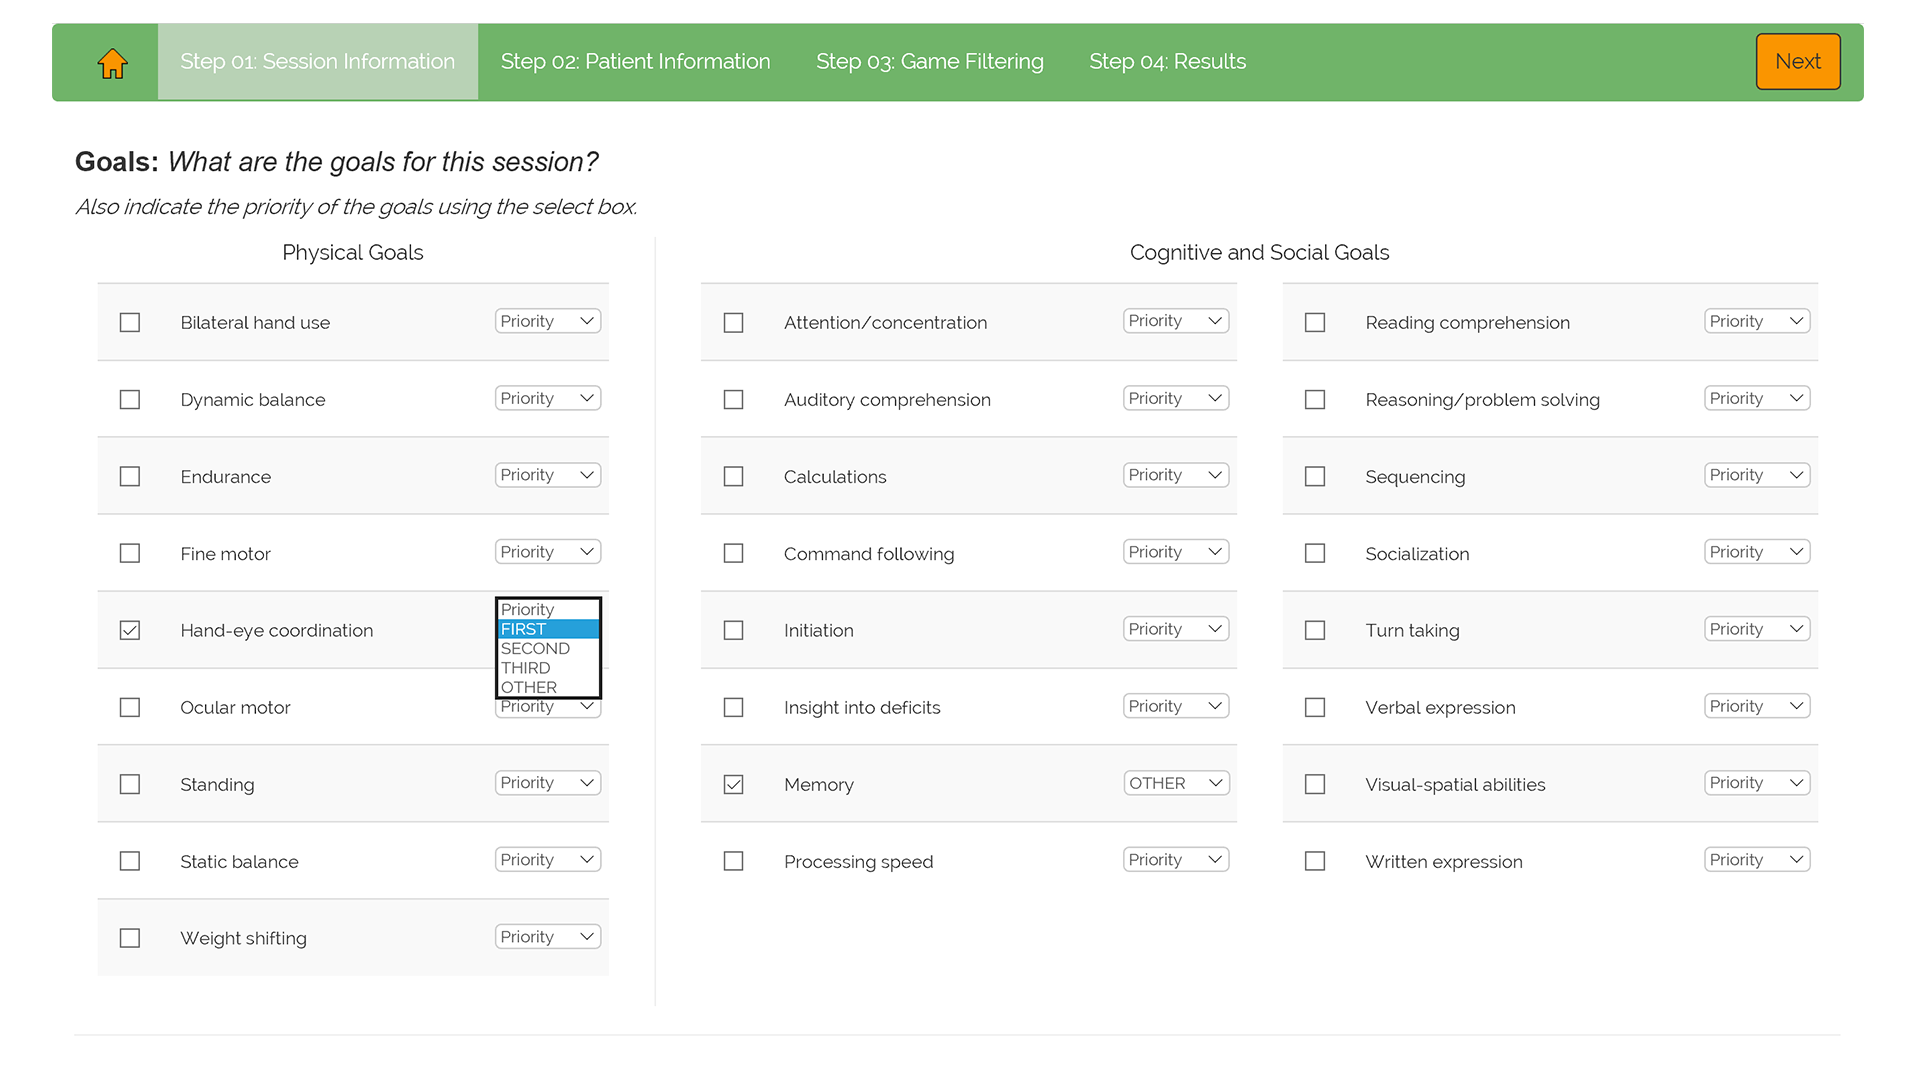 Step 01: Session Information Step 02: Patient Information Step 03: Game Filtering Step 04: Results Next
Goals: What are the goals for this session?
Also indicate the priority of the goals using the select box.
Physical Goals
Bilateral hand use Priority
Dynamic balance Priority
Endurance Priority
Fine motor Priority
Hand-eye coordination
Priority
FIRST
SECOND
THIRD
OTHER
Ocular motor Priority
Standing Priority
Static balance Priority
Weight shifting Priority
Cognitive and Social Goals
Attention/concentration Priority
Auditory comprehension Priority
Calculations Priority
Command following Priority
Initiation Priority
Insight into deficits Priority
Memory OTHER
Processing speed Priority
Reading comprehension Priority
Reasoning/problem solving Priority
Sequencing Priority
Socialization Priority
Turn taking Priority
Verbal expression Priority
Visual-spatial abilities Priority
Written expression Priority